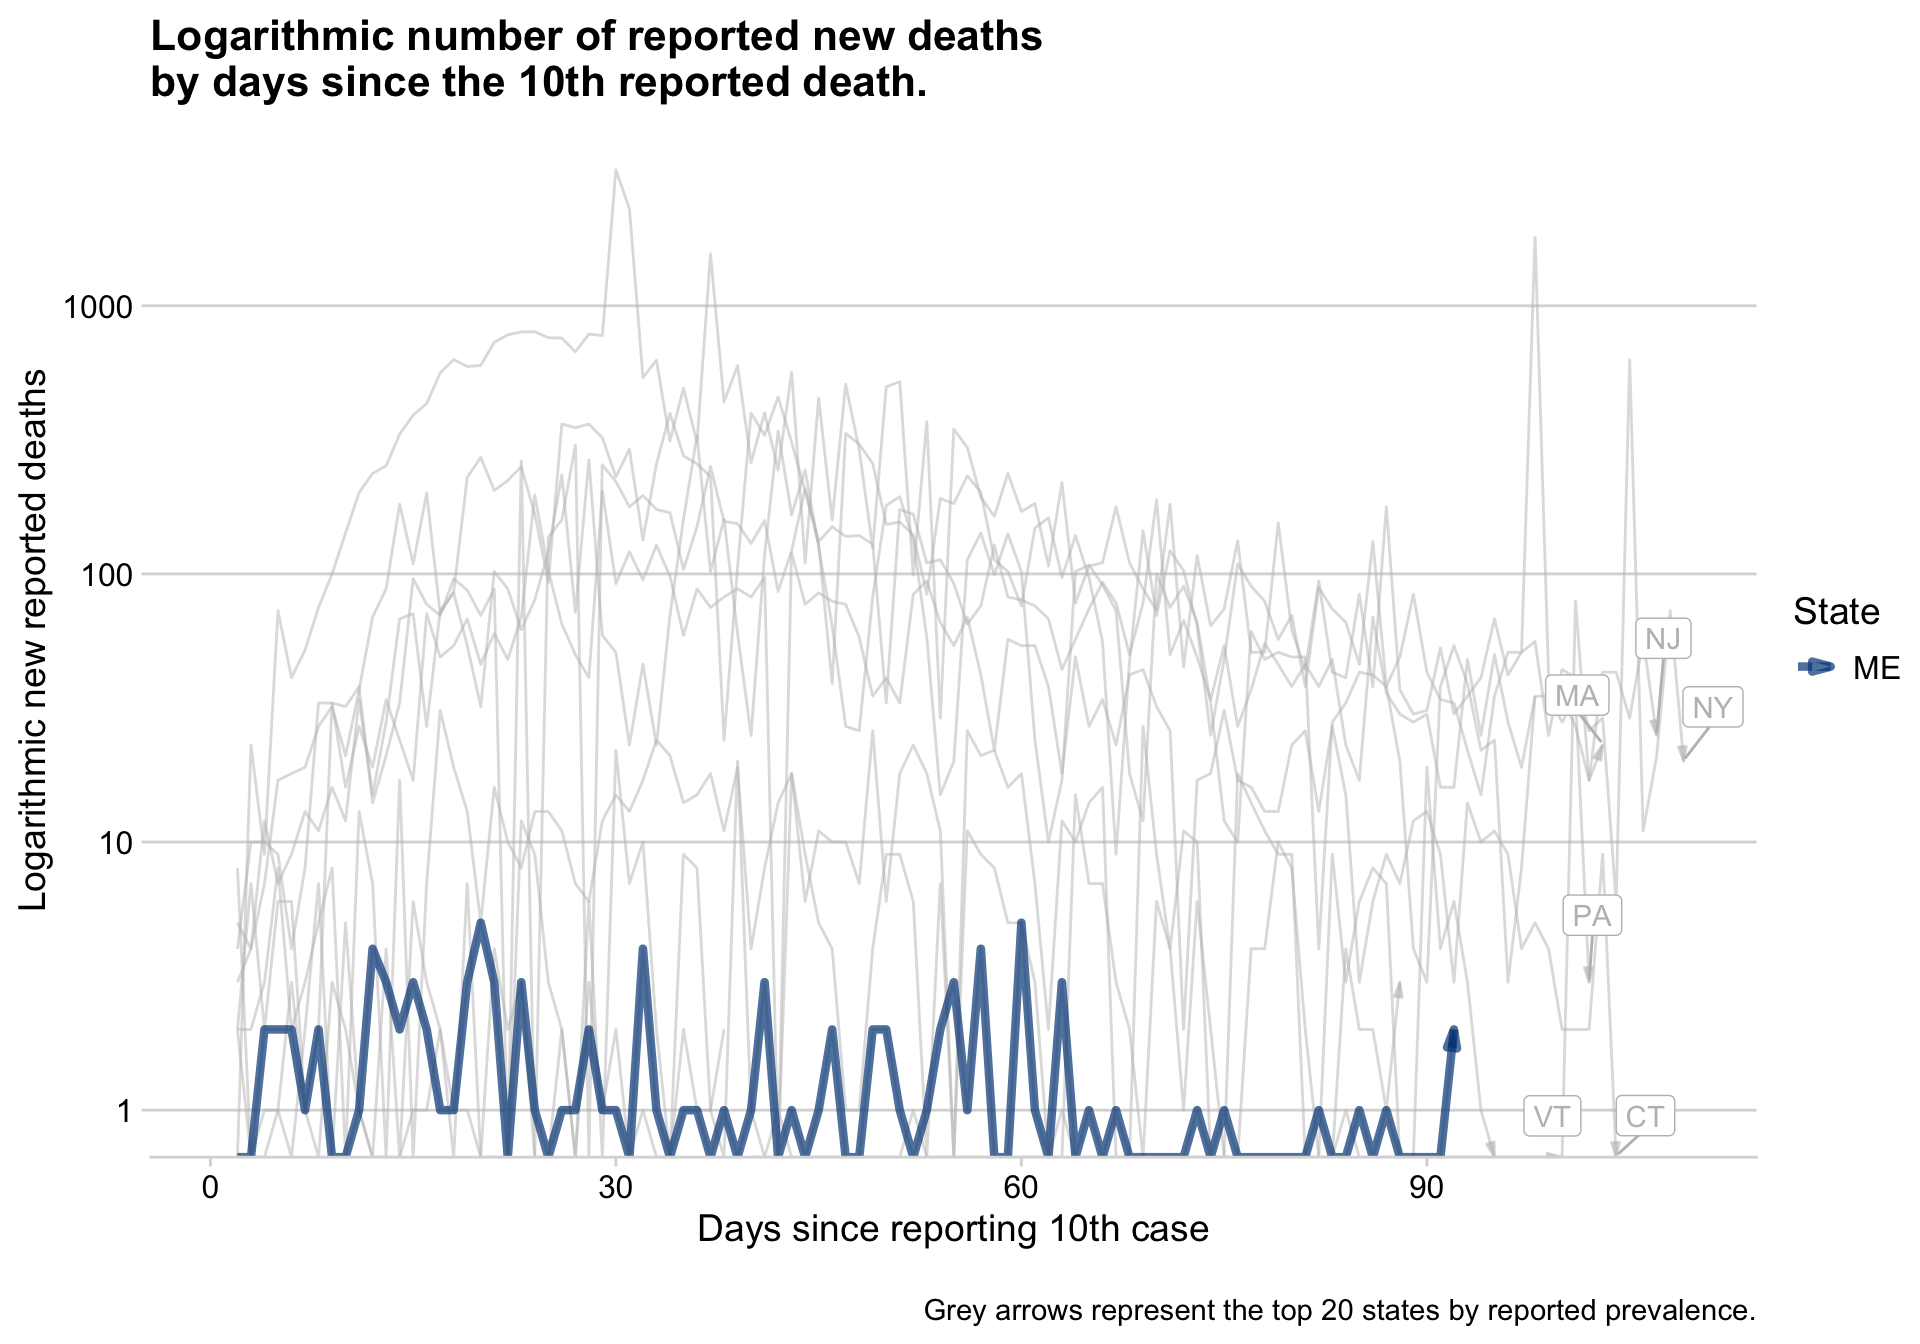 Logarithmic number of reported new deaths
by days since the 10th reported death.
Logarithmic new reported deaths
1000
100
10
1
NJ
MA
NY
PA
VT
CT
State
ME
0
30
60
90
Days since reporting 10th case
Grey arrows represent the top 20 states by reported prevalence.